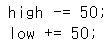 high -= 50;
low += 50;